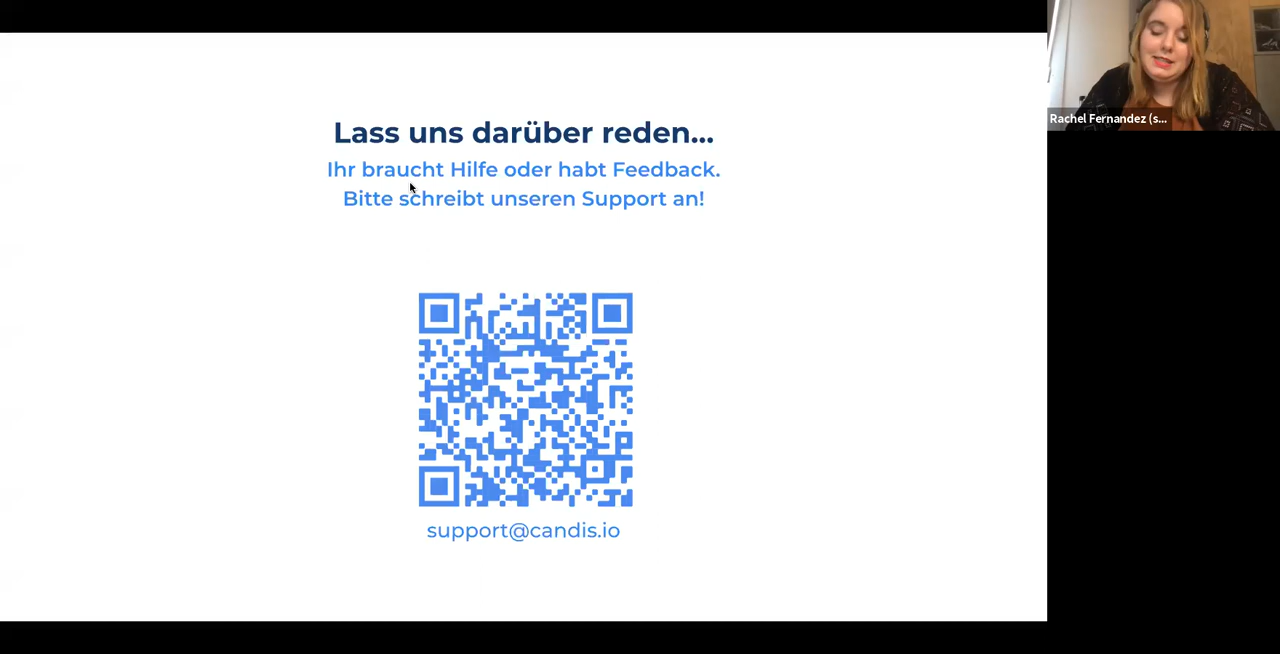 Lass uns darüber reden...
Ihr braucht Hilfe oder habt Feedback.
Bitte schreibt unseren Support an!
support@candis.io
Rachel Fernandez (s...